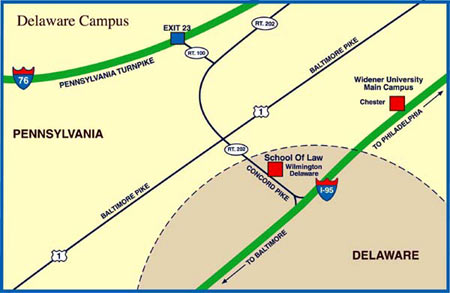 Delaware Campus
EXIT 23
RT. 202
RT. 100
76
PENNSYLVANIA TURNPIKE
BALTIMORE PIKE
Widener University
Main Campus
Chester
1
PENNSYLVANIA
TO PHILADELPHIA
RT. 202
School Of Law
Wilmington
Delaware
CONCORD PIKE
I-95
BALTIMORE PIKE
1
TO BALTIMORE
DELAWARE